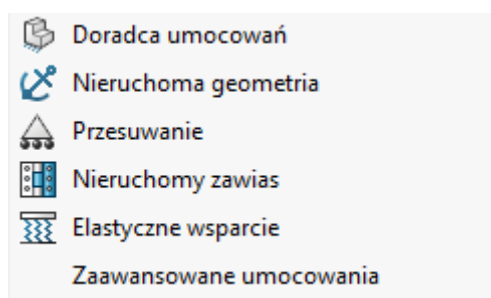 Doradca umocowań
Nieruchoma geometria
Przesuwanie
Nieruchomy zawias
Elastyczne wsparcie
Zaawansowane umocowania